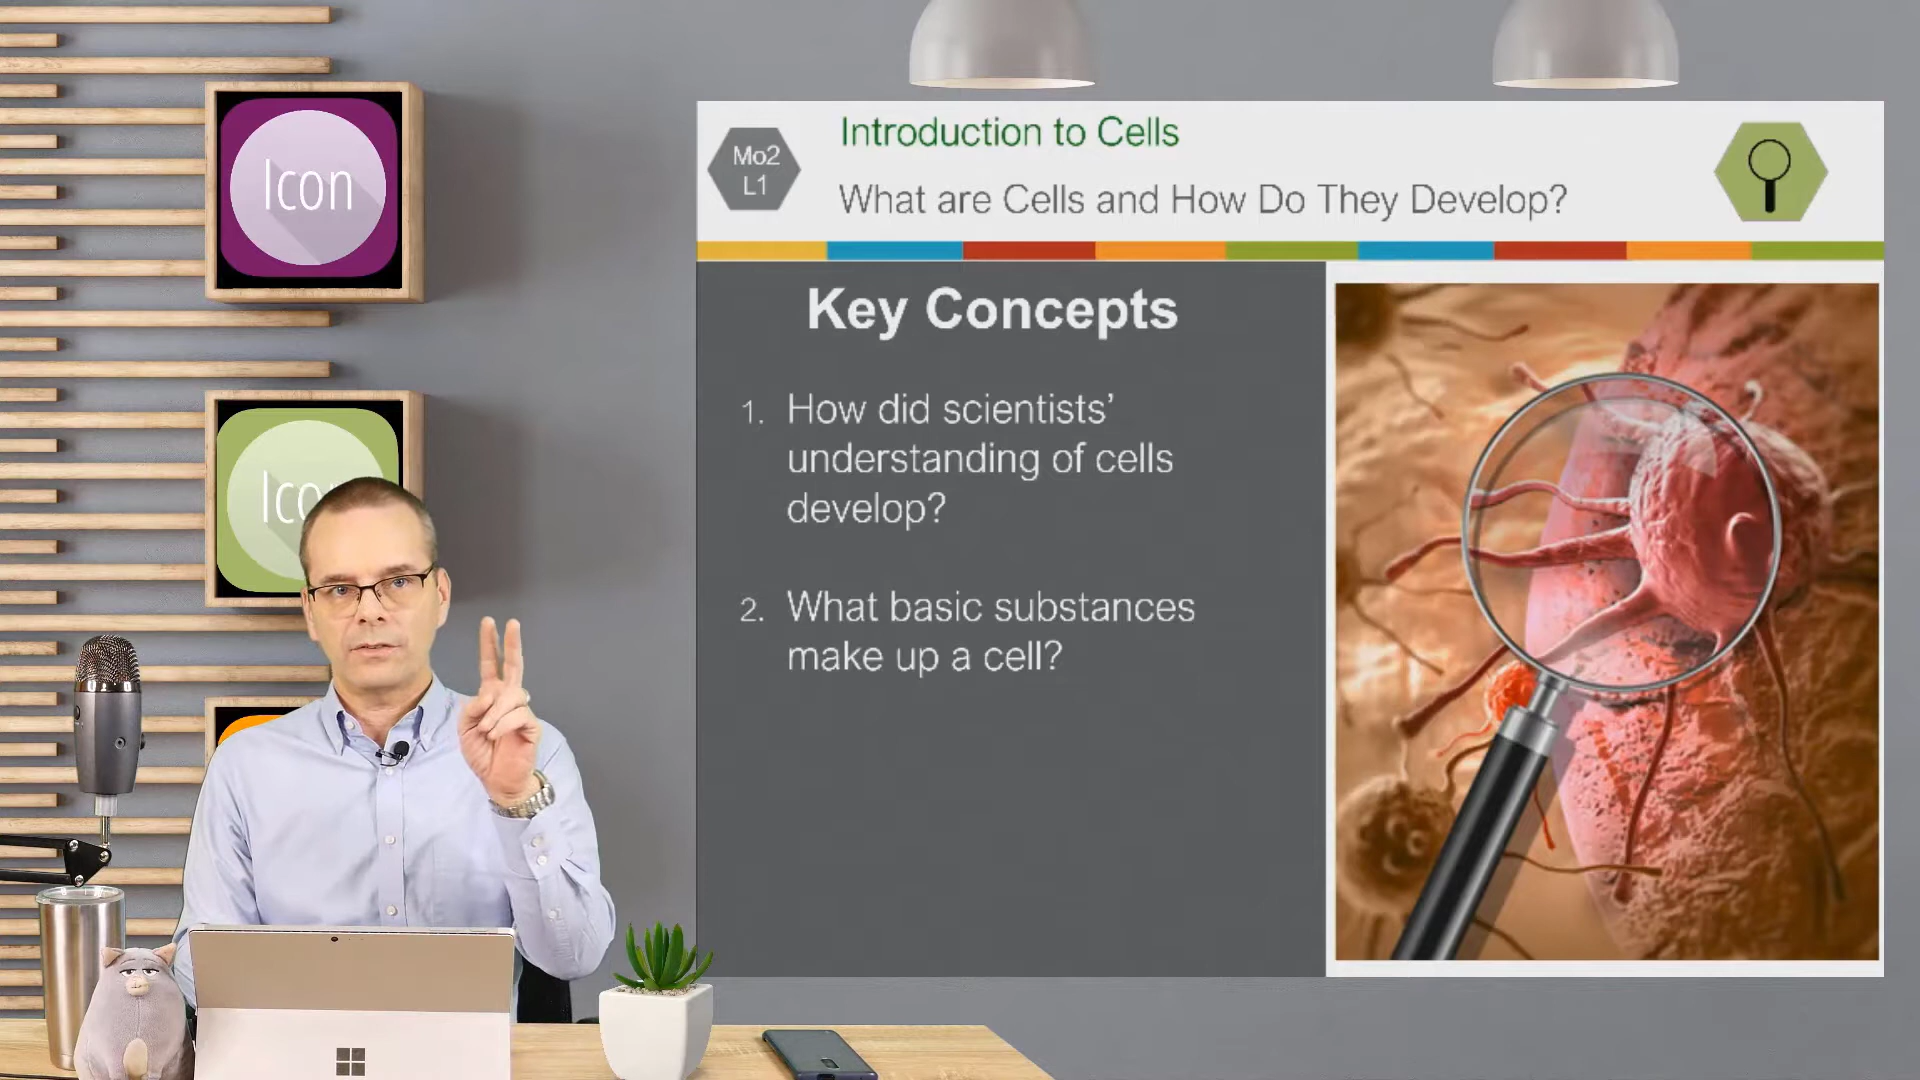 Icon
Ico
Mo2
L1
Introduction to Cells
What are Cells and How Do They Develop?
Key Concepts
1. How did scientists’
understanding of cells
develop?
2. What basic substances
make up a cell?